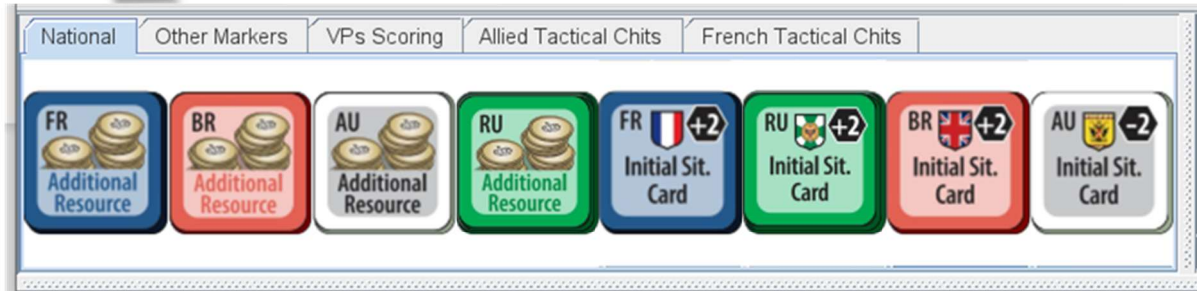 National Other Markers VPs Scoring Allied Tactical Chits French Tactical Chits
FR
Additional
Resource
BR
Additional
Resource
AU
Additional
Resource
RU
Additional
Resource
FR +2
Initial Sit.
Card
RU +2
Initial Sit.
Card
BR +2
Initial Sit.
Card
AU -2
Initial Sit.
Card